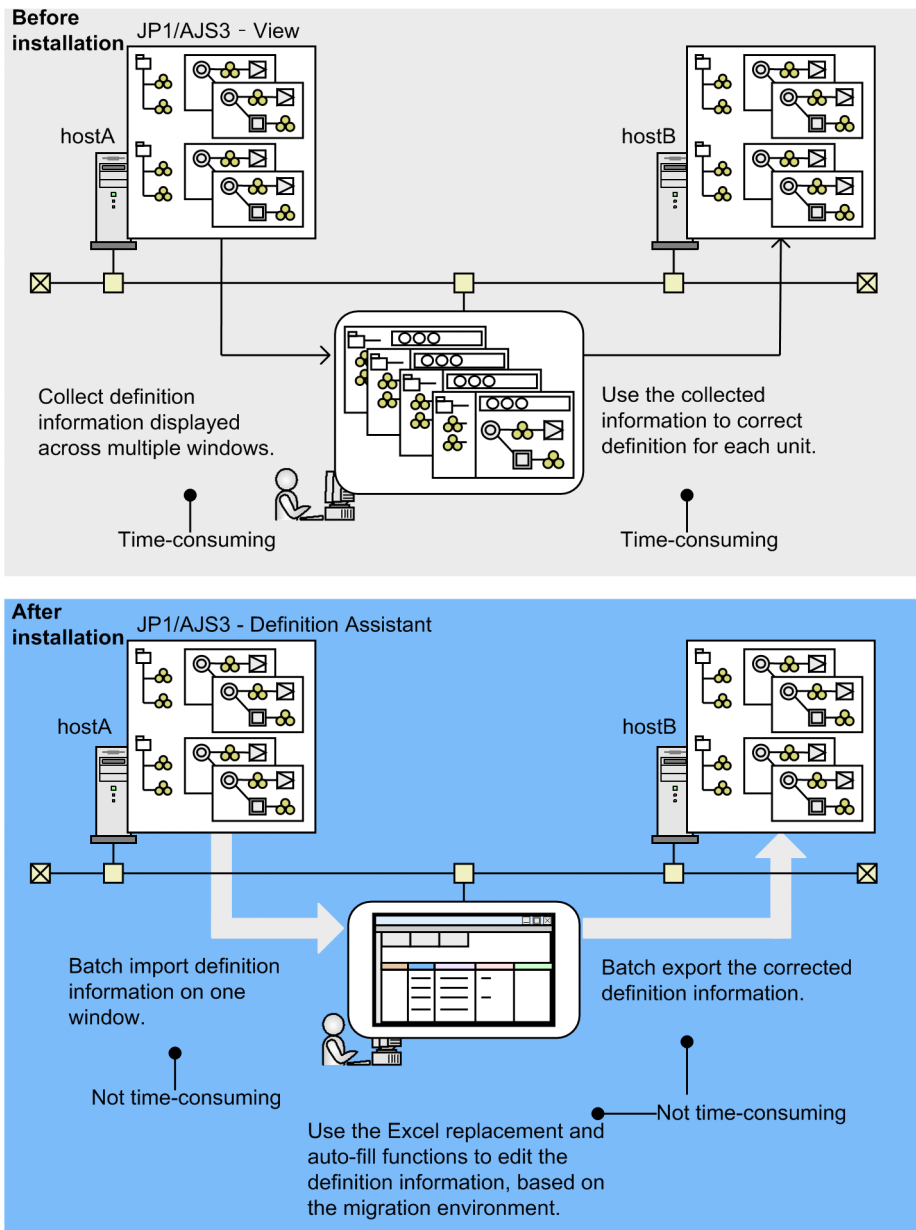 Before
installation
JP1/AJS3 - View
hostA
hostB
Collect definition
information displayed
across multiple windows.
Use the collected
information to correct
definition for each unit.
Time-consuming
Time-consuming
After
installation
JP1/AJS3 - Definition Assistant
hostA
hostB
Batch import definition
information on one
window.
Batch export the corrected
definition information.
Not time-consuming
Not time-consuming
Use the Excel replacement and
auto-fill functions to edit the
definition information, based on
the migration environment.